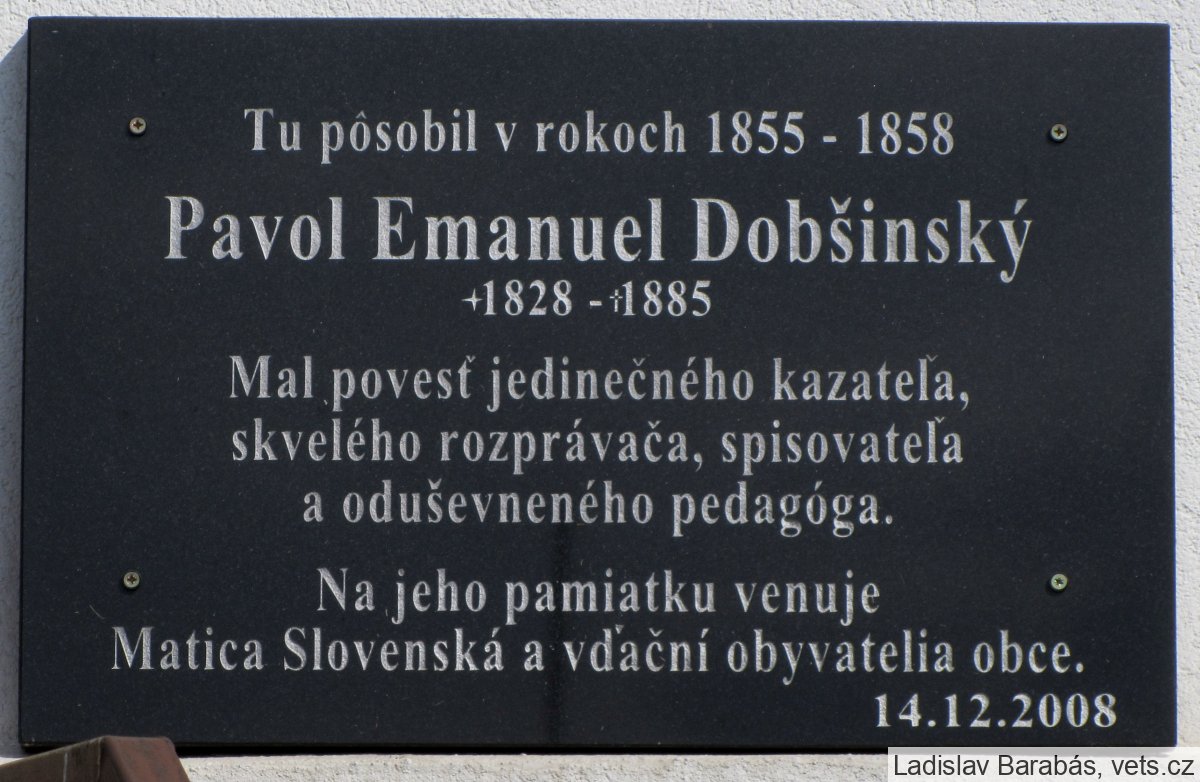 Tu pôsobil v rokoch 1855 - 1858
Pavol Emanuel Dobšinský
✦1828 - †1885
Mal povesť jedinečného kazateľa,
skvelého rozprávača, spisovateľa
a oduševneného pedagóga.
Na jeho pamiatku venuje
Matica Slovenská a vďační obyvatelia obce.
14.12.2008
Ladislav Barabás, vets.cz